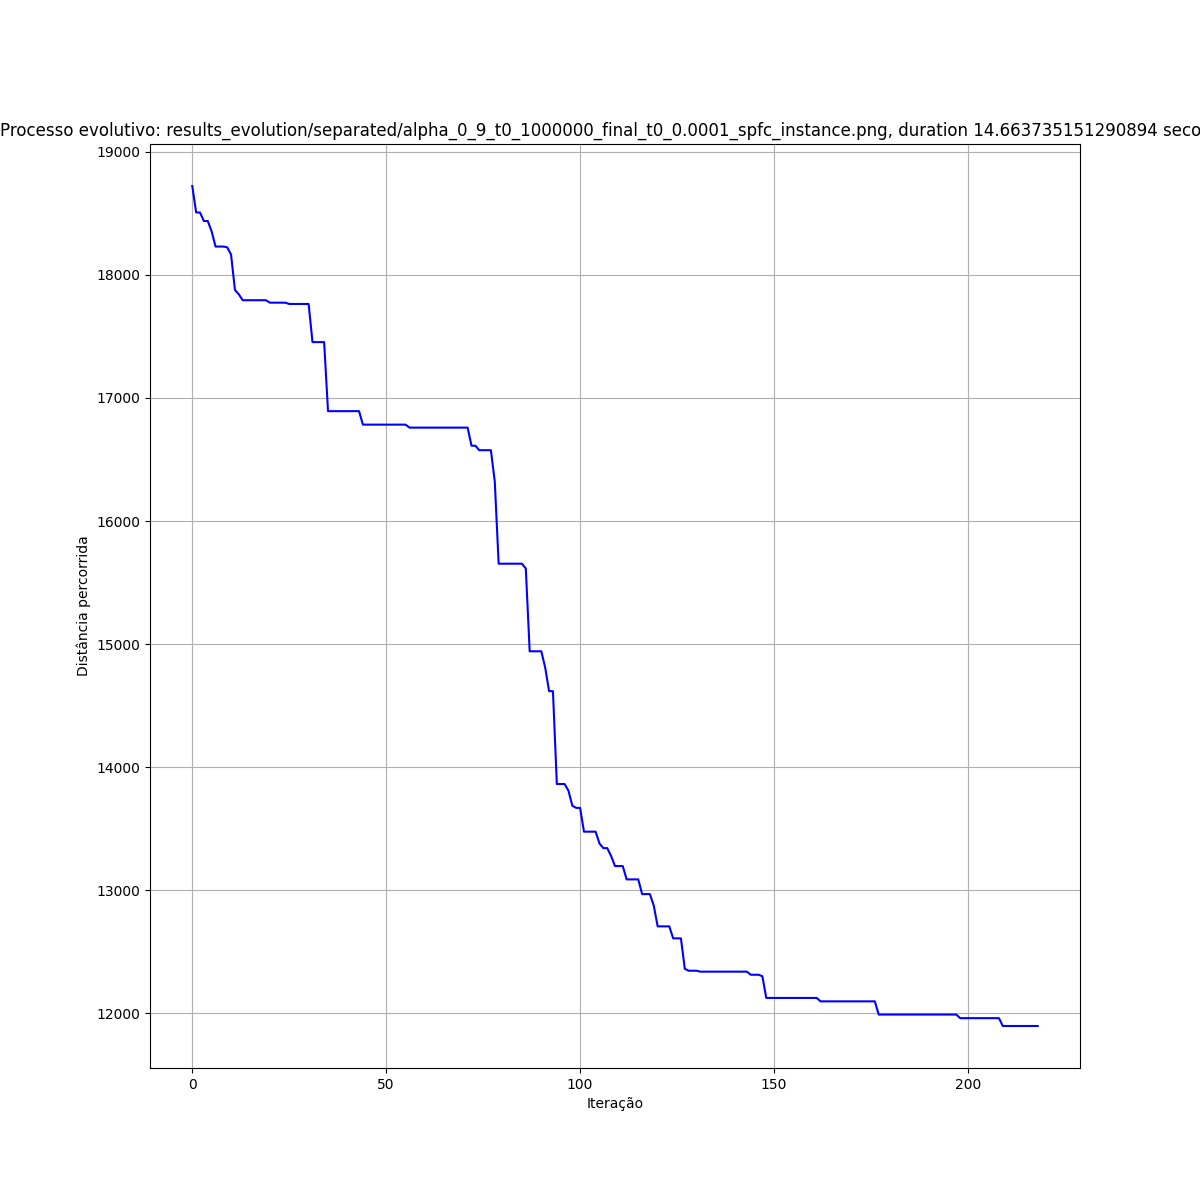 Processo evolutivo: results_evolution/separated/alpha_0_9_t0_1000000_final_t0_0.0001_spfc_instance.png, duration 14.663735151290894 seco
19000
18000
17000
16000
15000
14000
13000
12000
Distância percorrida
0 50 100 150 200
Iteração